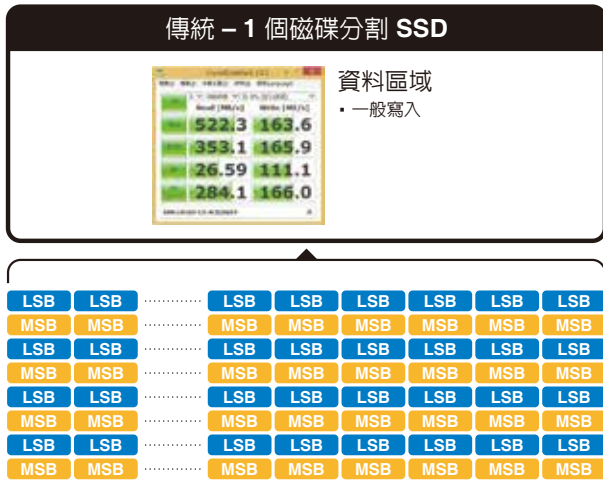 傳統 – 1 個磁碟分割 SSD
資料區域
▪ 一般寫入
Read [MB/s] Write [MB/s]
522.3 163.6
353.1 165.9
26.59 111.1
284.1 166.0
LSB LSB ............ LSB LSB LSB LSB LSB LSB
MSB MSB ............ MSB MSB MSB MSB MSB MSB
LSB LSB ............ LSB LSB LSB LSB LSB LSB
MSB MSB ............ MSB MSB MSB MSB MSB MSB
LSB LSB ............ LSB LSB LSB LSB LSB LSB
MSB MSB ............ MSB MSB MSB MSB MSB MSB
LSB LSB ............ LSB LSB LSB LSB LSB LSB
MSB MSB ............ MSB MSB MSB MSB MSB MSB